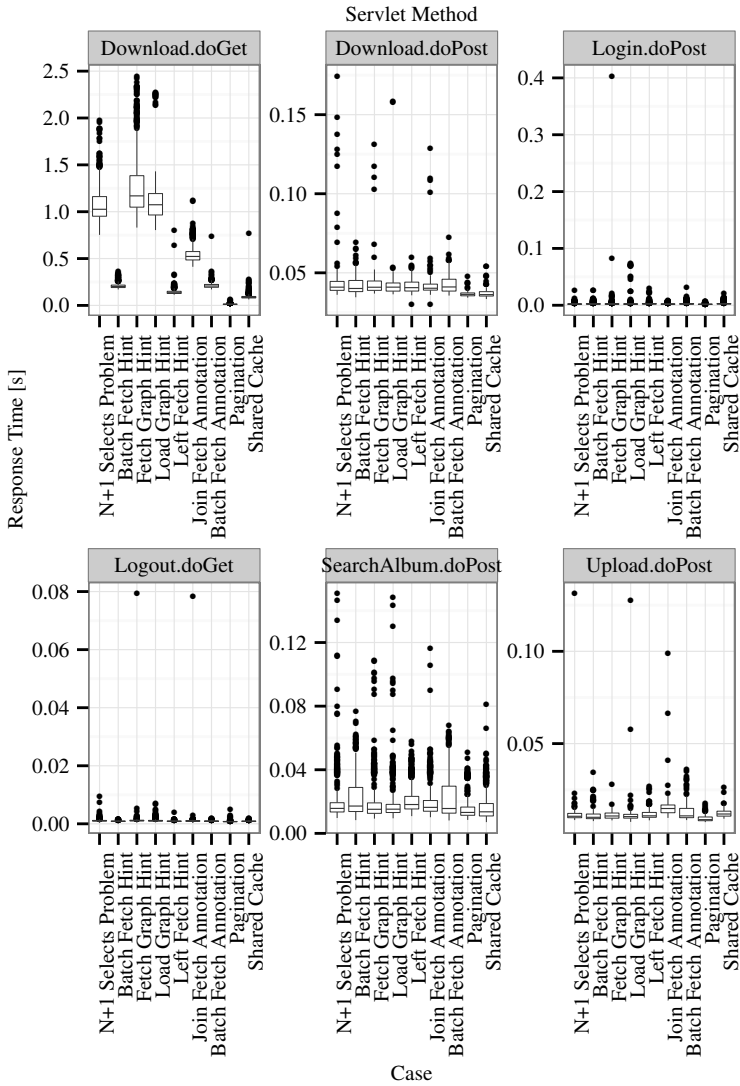 Servlet Method
Download.doGet
Download.doPost
Login.doPost
2.5
2.0
1.5
1.0
0.5
0.0
0.15
0.10
0.05
0.4
0.3
0.2
0.1
0.0
N+1 Selects Problem
Batch Fetch Hint
Fetch Graph Hint
Load Graph Hint
Left Fetch Hint
Join Fetch Annotation
Batch Fetch Annotation
Pagination
Shared Cache
N+1 Selects Problem
Batch Fetch Hint
Fetch Graph Hint
Load Graph Hint
Left Fetch Hint
Join Fetch Annotation
Batch Fetch Annotation
Pagination
Shared Cache
N+1 Selects Problem
Batch Fetch Hint
Fetch Graph Hint
Load Graph Hint
Left Fetch Hint
Join Fetch Annotation
Batch Fetch Annotation
Pagination
Shared Cache
Response Time [s]
Logout.doGet
SearchAlbum.doPost
Upload.doPost
0.08
0.06
0.04
0.02
0.00
0.12
0.08
0.04
0.00
0.10
0.05
N+1 Selects Problem
Batch Fetch Hint
Fetch Graph Hint
Load Graph Hint
Left Fetch Hint
Join Fetch Annotation
Batch Fetch Annotation
Pagination
Shared Cache
N+1 Selects Problem
Batch Fetch Hint
Fetch Graph Hint
Load Graph Hint
Left Fetch Hint
Join Fetch Annotation
Batch Fetch Annotation
Pagination
Shared Cache
N+1 Selects Problem
Batch Fetch Hint
Fetch Graph Hint
Load Graph Hint
Left Fetch Hint
Join Fetch Annotation
Batch Fetch Annotation
Pagination
Shared Cache
Case